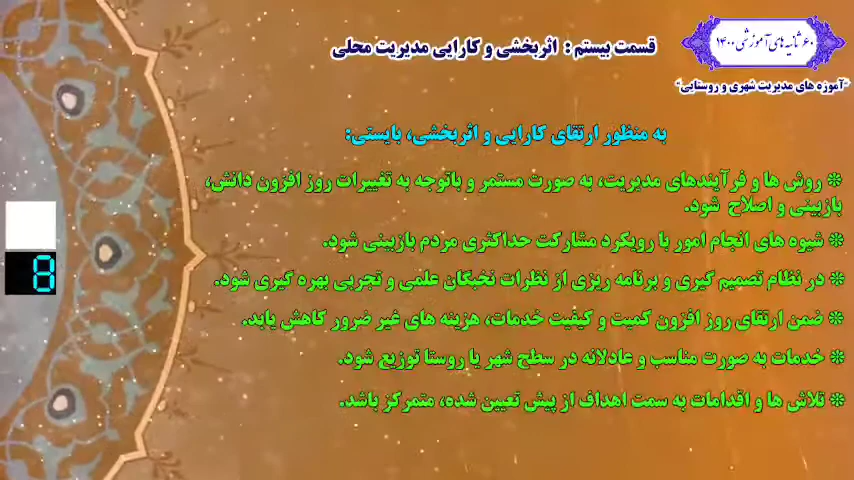 ۶۰ ثانیه های آموزشی ۱۴۰۰
"آموزه های مدیریت شهری و روستایی"
قسمت بیستم : اثربخشی و کارایی مدیریت محلی
به منظور ارتقای کارایی و اثربخشی، بایستی:
❊ روش ها و فرآیندهای مدیریت، به صورت مستمر و باتوجه به تغییرات روز افزون دانش،
بازبینی و اصلاح شود.
❊ شیوه های انجام امور با رویکرد مشارکت حداکثری مردم بازبینی شود.
❊ در نظام تصمیم گیری و برنامه ریزی از نظرات نخبگان علمی و تجربی بهره گیری شود.
❊ ضمن ارتقای روز افزون کمیت و کیفیت خدمات، هزینه های غیر ضرور کاهش یابد.
❊ خدمات به صورت مناسب و عادلانه در سطح شهر یا روستا توزیع شود.
❊ تلاش ها و اقدامات به سمت اهداف از پیش تعیین شده، متمرکز باشد.
8